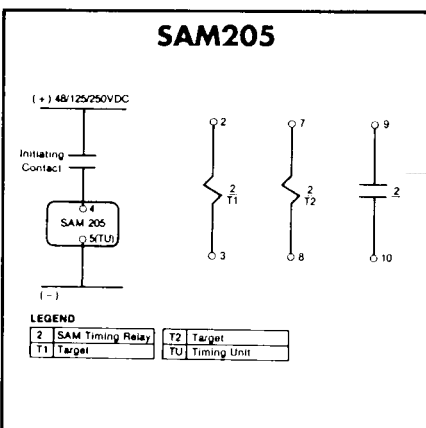 SAM205
(+) 48/125/250VDC
Initiating
Contact
4
SAM 205
5(TU)
(-)
2
2
T1
3
7
2
T2
8
9
2
10
LEGEND
2 SAM Timing Relay T2 Target
T1 Target TU Timing Unit